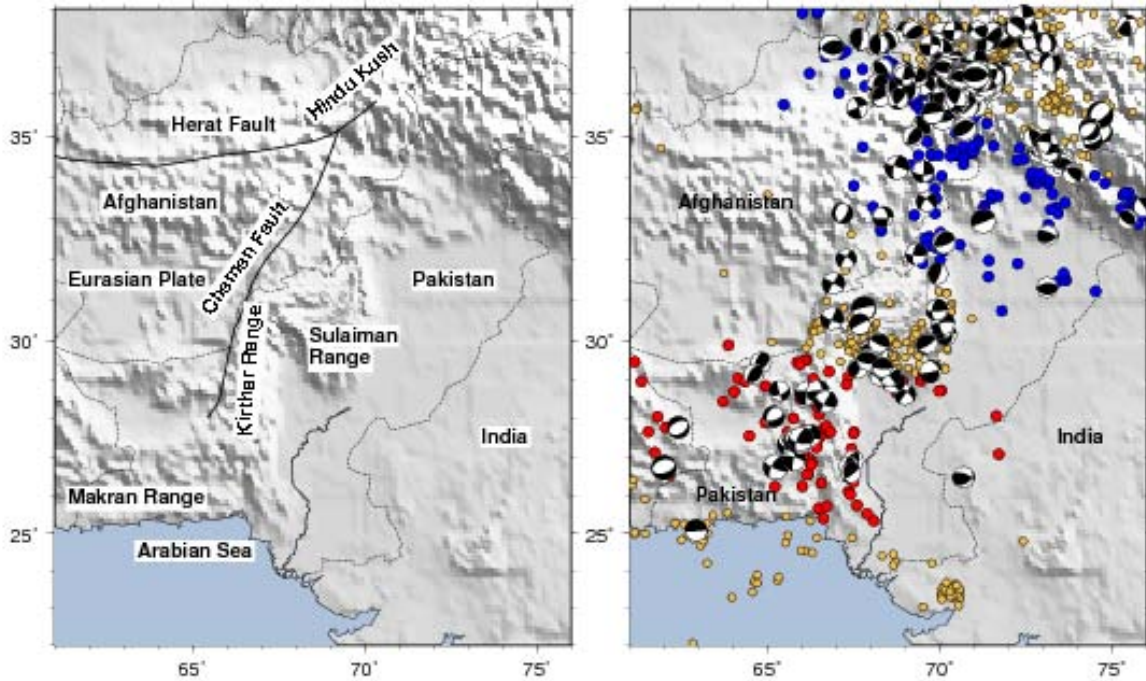 Hindu Kush
Herat Fault
35°
Afghanistan
Chaman Fault
Eurasian Plate
Pakistan
30°
Kirthar Range
Sulaiman
Range
India
Makran Range
25°
Arabian Sea
65°
70°
75°
35°
Afghanistan
30°
India
Pakistan
25°
65°
70°
75°